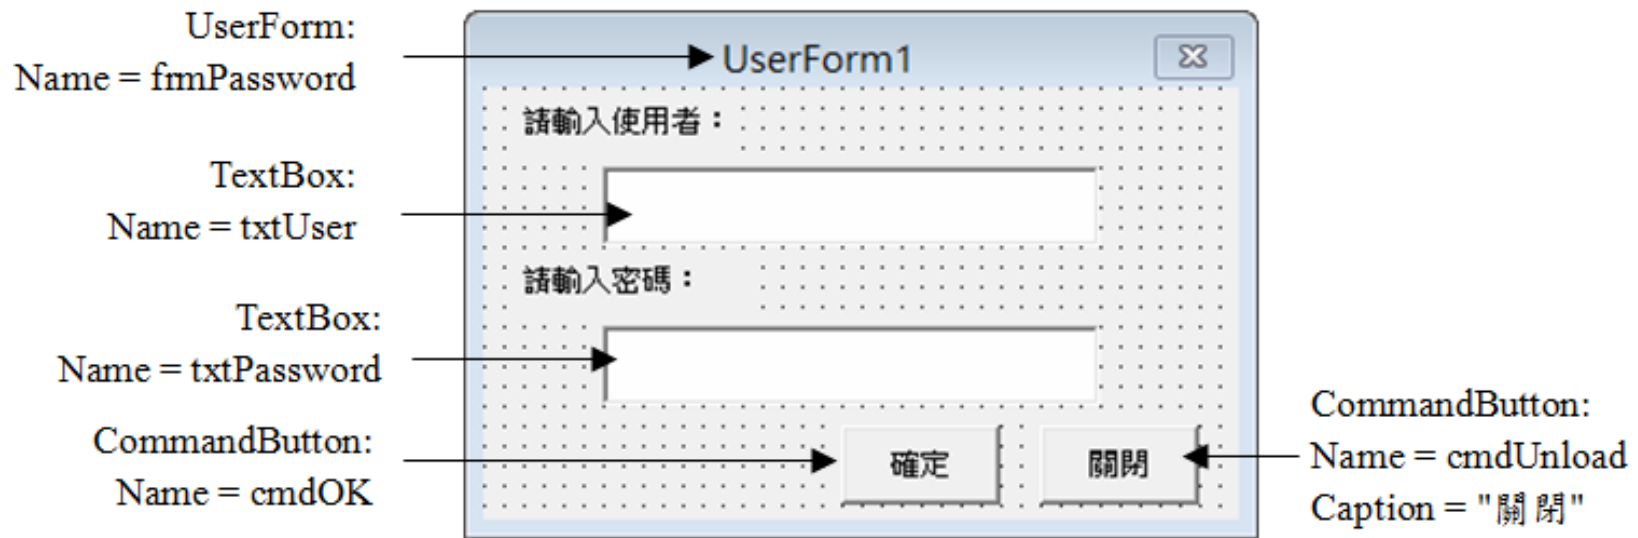 UserForm:
Name = frmPassword
UserForm1
請輸入使用者：
TextBox:
Name = txtUser
請輸入密碼：
TextBox:
Name = txtPassword
CommandButton:
Name = cmdOK
確定
關閉
CommandButton:
Name = cmdUnload
Caption = "關閉"